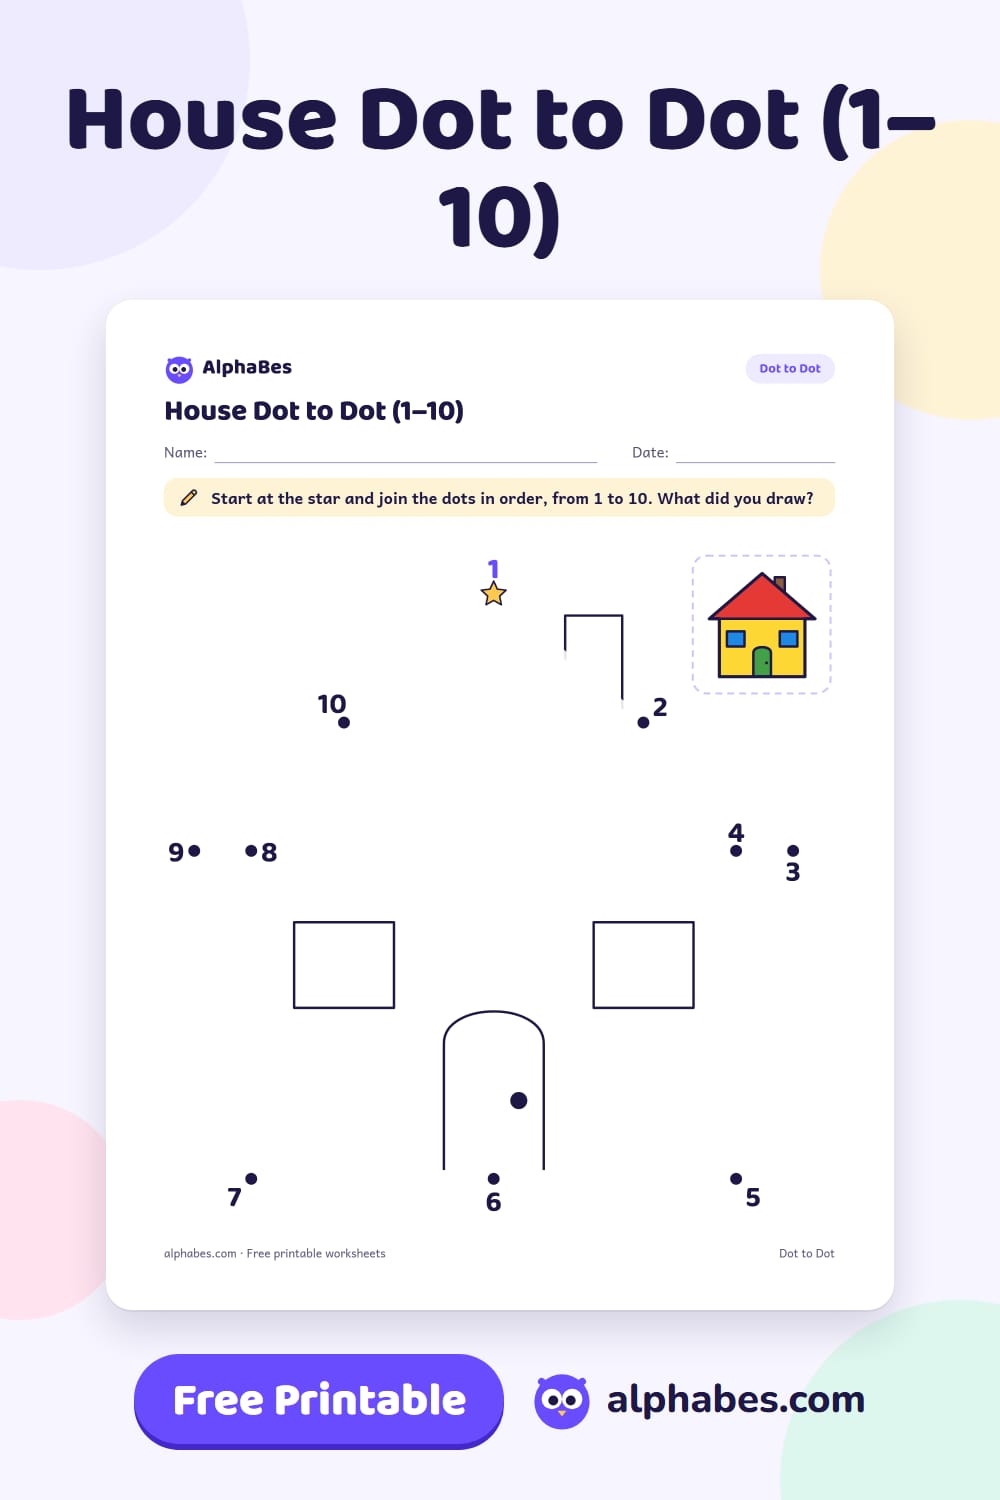 House Dot to Dot (1–
10)
AlphaBes
Dot to Dot
House Dot to Dot (1–10)
Name:
Date:
Start at the star and join the dots in order, from 1 to 10. What did you draw?
1
10
2
4
9
8
3
7
6
5
alphabes.com · Free printable worksheets
Dot to Dot
Free Printable
alphabes.com